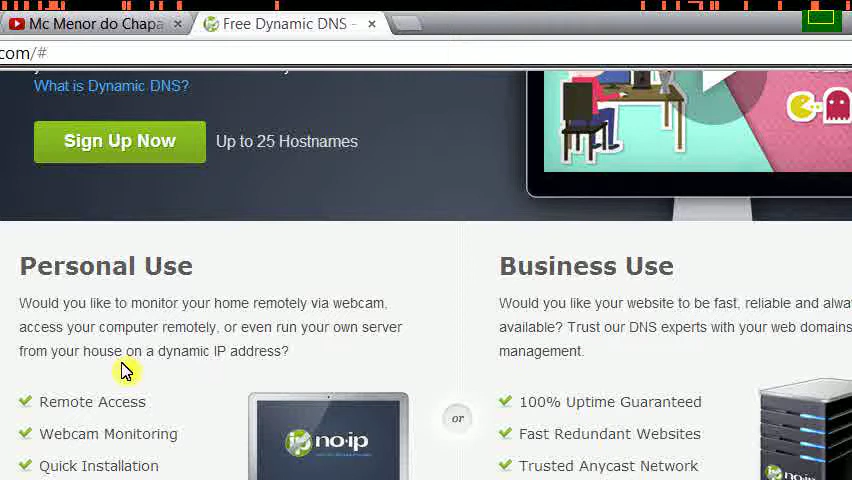 Mc Menor do Chapa
Free Dynamic DNS -
com/#
What is Dynamic DNS?
Sign Up Now
Up to 25 Hostnames
Personal Use
Would you like to monitor your home remotely via webcam,
access your computer remotely, or even run your own server
from your house on a dynamic IP address?
Remote Access
Webcam Monitoring
Quick Installation
no-ip
or
Business Use
Would you like your website to be fast, reliable and alwa
available? Trust our DNS experts with your web domains
management.
100% Uptime Guaranteed
Fast Redundant Websites
Trusted Anycast Network
no-ip